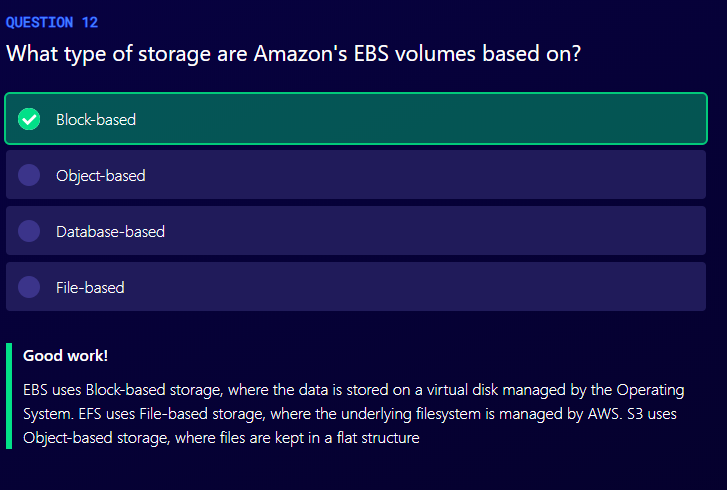 QUESTION 12
What type of storage are Amazon's EBS volumes based on?
Block-based
Object-based
Database-based
File-based
Good work!
EBS uses Block-based storage, where the data is stored on a virtual disk managed by the Operating
System. EFS uses File-based storage, where the underlying filesystem is managed by AWS. S3 uses
Object-based storage, where files are kept in a flat structure